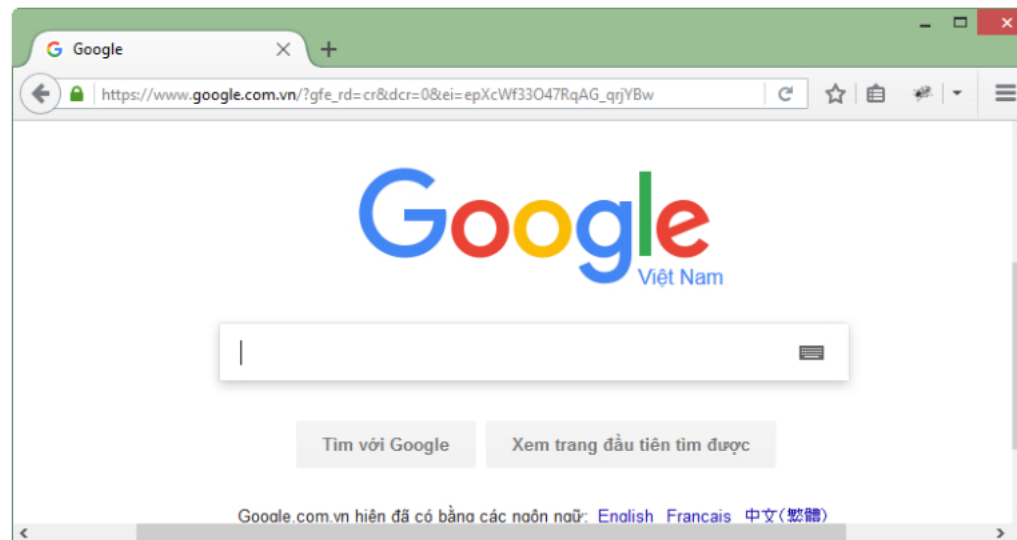 Google
https://www.google.com.vn/?gfe_rd=cr&dcr=0&ei=epXcWf33O47RqAG_qrjYBw
Google
Việt Nam
Tìm với Google Xem trang đầu tiên tìm được
Google.com.vn hiện đã có bằng các ngôn ngữ: English Français 中文(繁體)